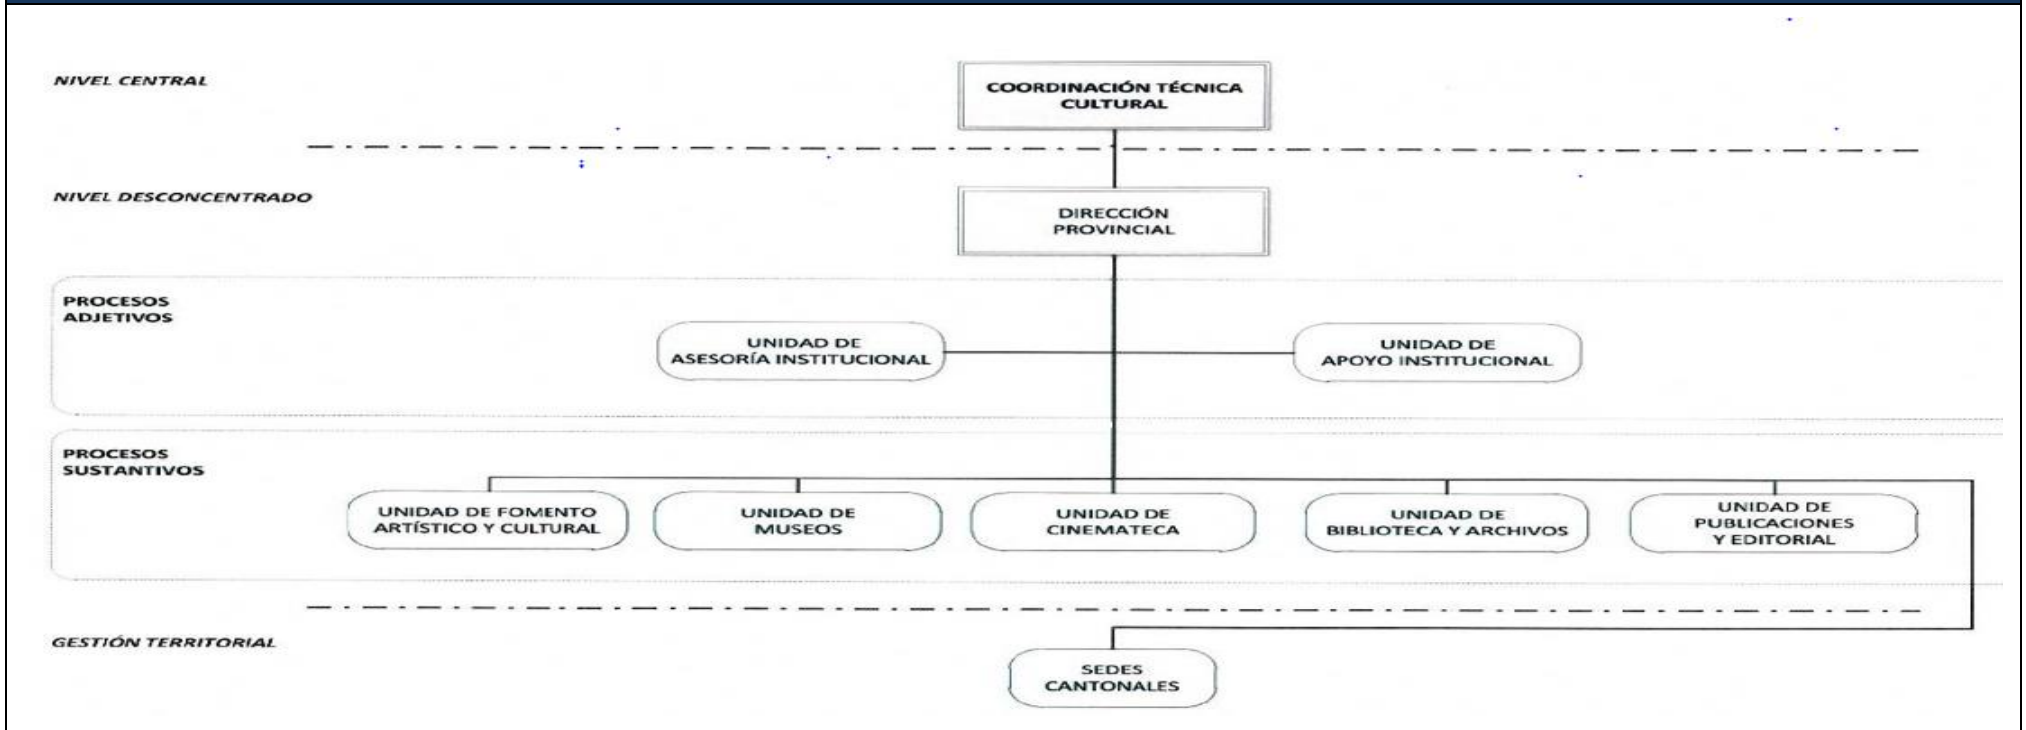 NIVEL CENTRAL
COORDINACIÓN TÉCNICA
CULTURAL
NIVEL DESCONCENTRADO
DIRECCIÓN
PROVINCIAL
PROCESOS
ADJETIVOS
UNIDAD DE
ASESORÍA INSTITUCIONAL
UNIDAD DE
APOYO INSTITUCIONAL
PROCESOS
SUSTANTIVOS
UNIDAD DE FOMENTO
ARTÍSTICO Y CULTURAL
UNIDAD DE
MUSEOS
UNIDAD DE
CINEMATECA
UNIDAD DE
BIBLIOTECA Y ARCHIVOS
UNIDAD DE
PUBLICACIONES
Y EDITORIAL
GESTIÓN TERRITORIAL
SEDES
CANTONALES